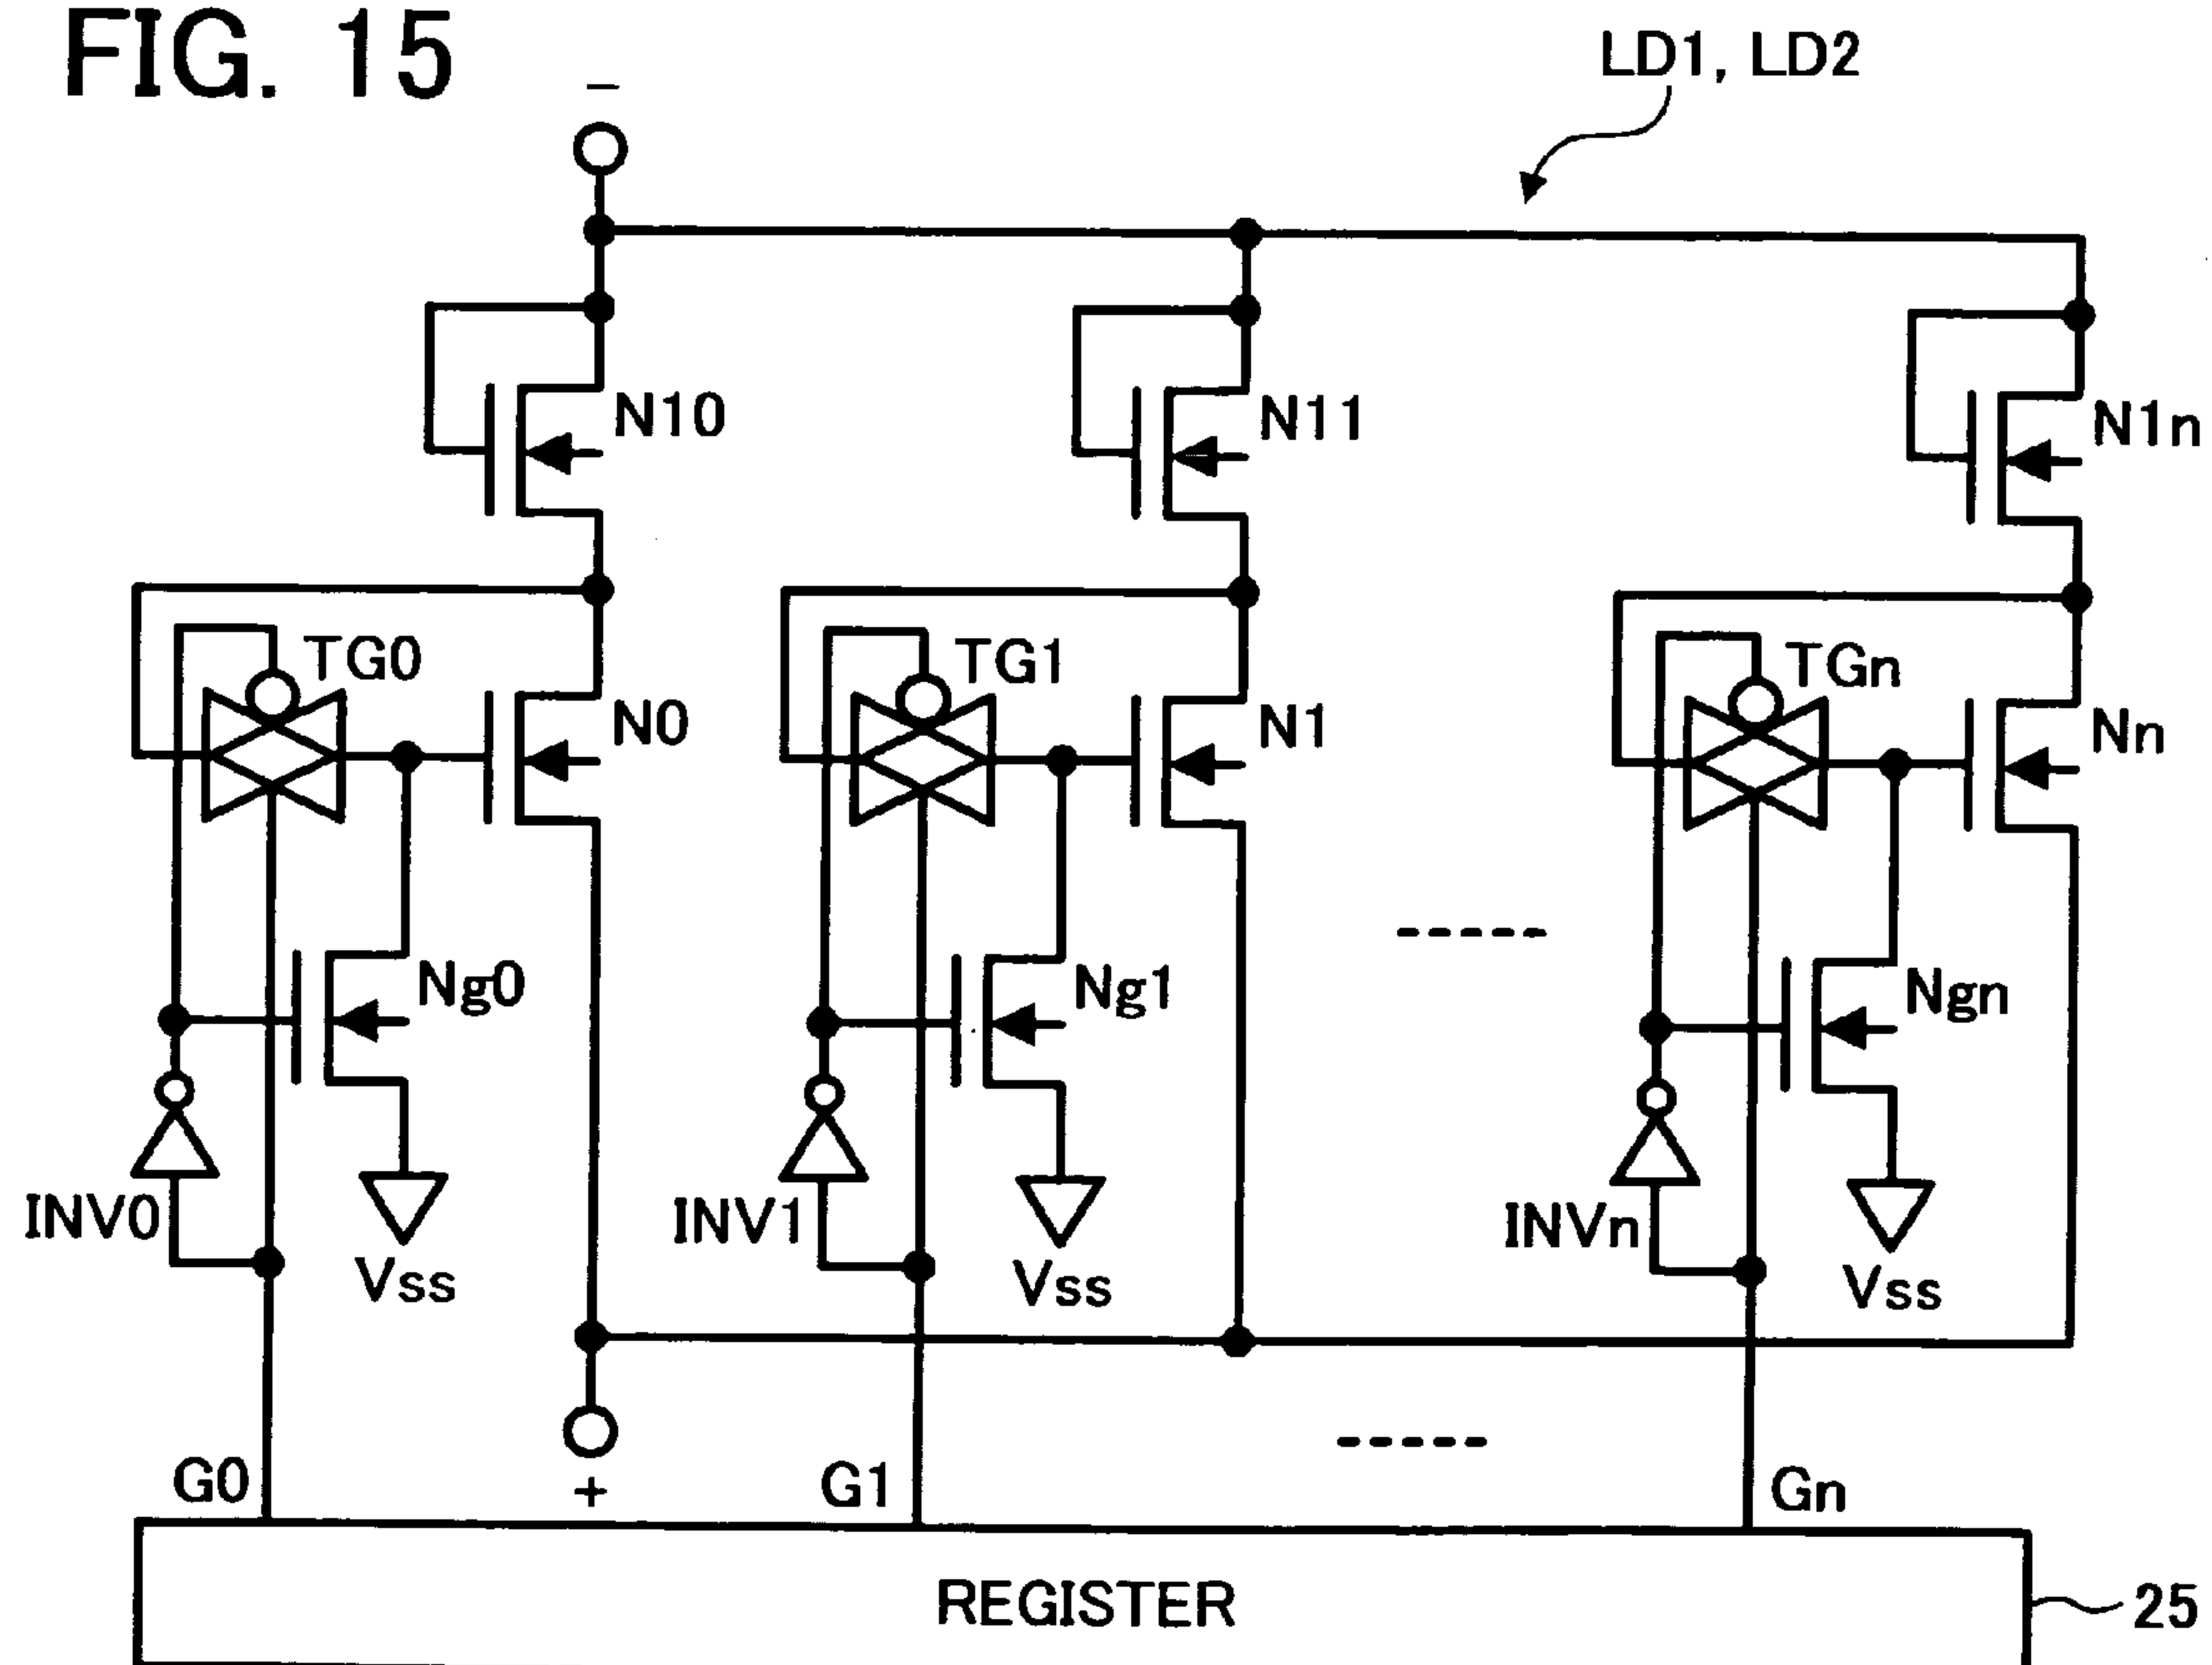 FIG. 15
LD1, LD2
−
N10
N11
N1n
TG0
TG1
TGn
N0
N1
Nn
-----
Ng0
Ng1
Ngn
INV0
INV1
INVn
Vss
Vss
Vss
-----
G0
+
G1
Gn
REGISTER
25